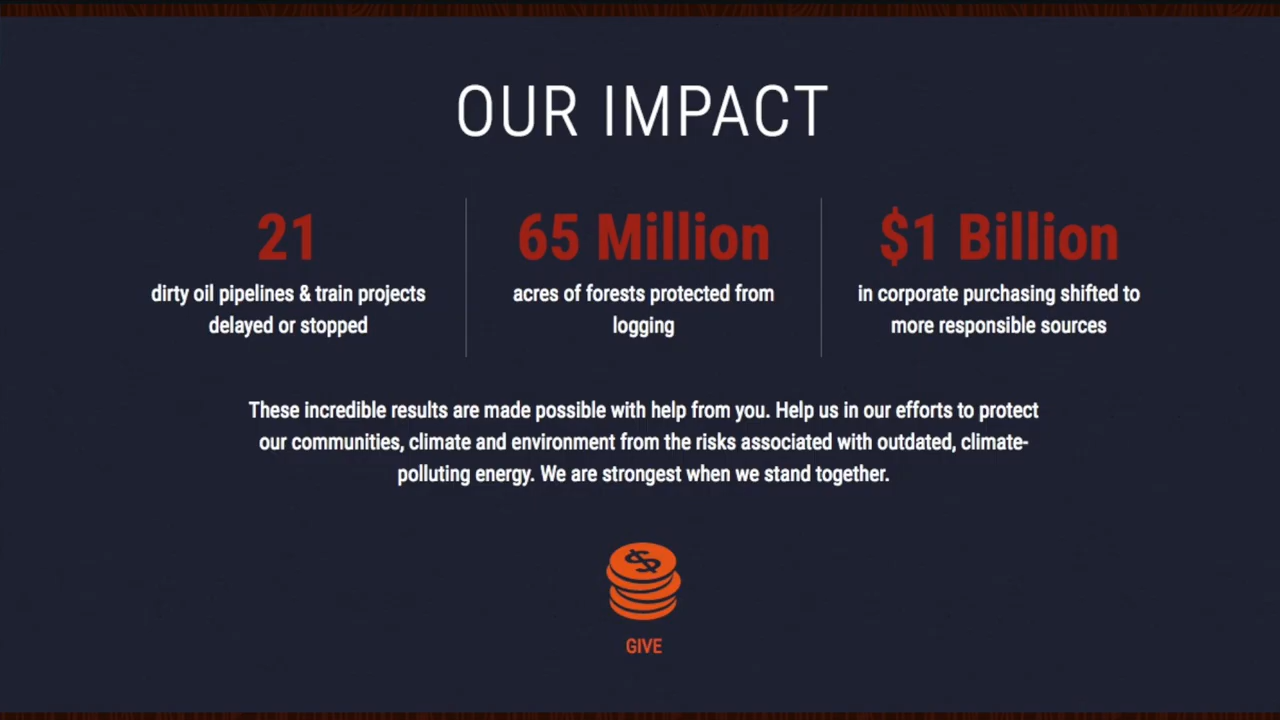 OUR IMPACT
21
dirty oil pipelines & train projects
delayed or stopped
65 Million
acres of forests protected from
logging
$1 Billion
in corporate purchasing shifted to
more responsible sources
These incredible results are made possible with help from you. Help us in our efforts to protect
our communities, climate and environment from the risks associated with outdated, climate-
polluting energy. We are strongest when we stand together.
$
GIVE